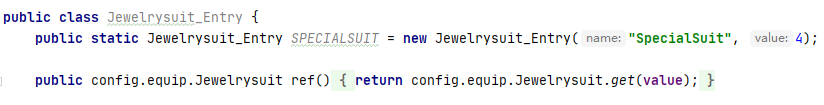 public class Jewelrysuit_Entry {
public static Jewelrysuit_Entry SPECIALSUIT = new Jewelrysuit_Entry( name: "SpecialSuit", value: 4);
public config.equip.Jewelrysuit ref() { return config.equip.Jewelrysuit.get(value); }